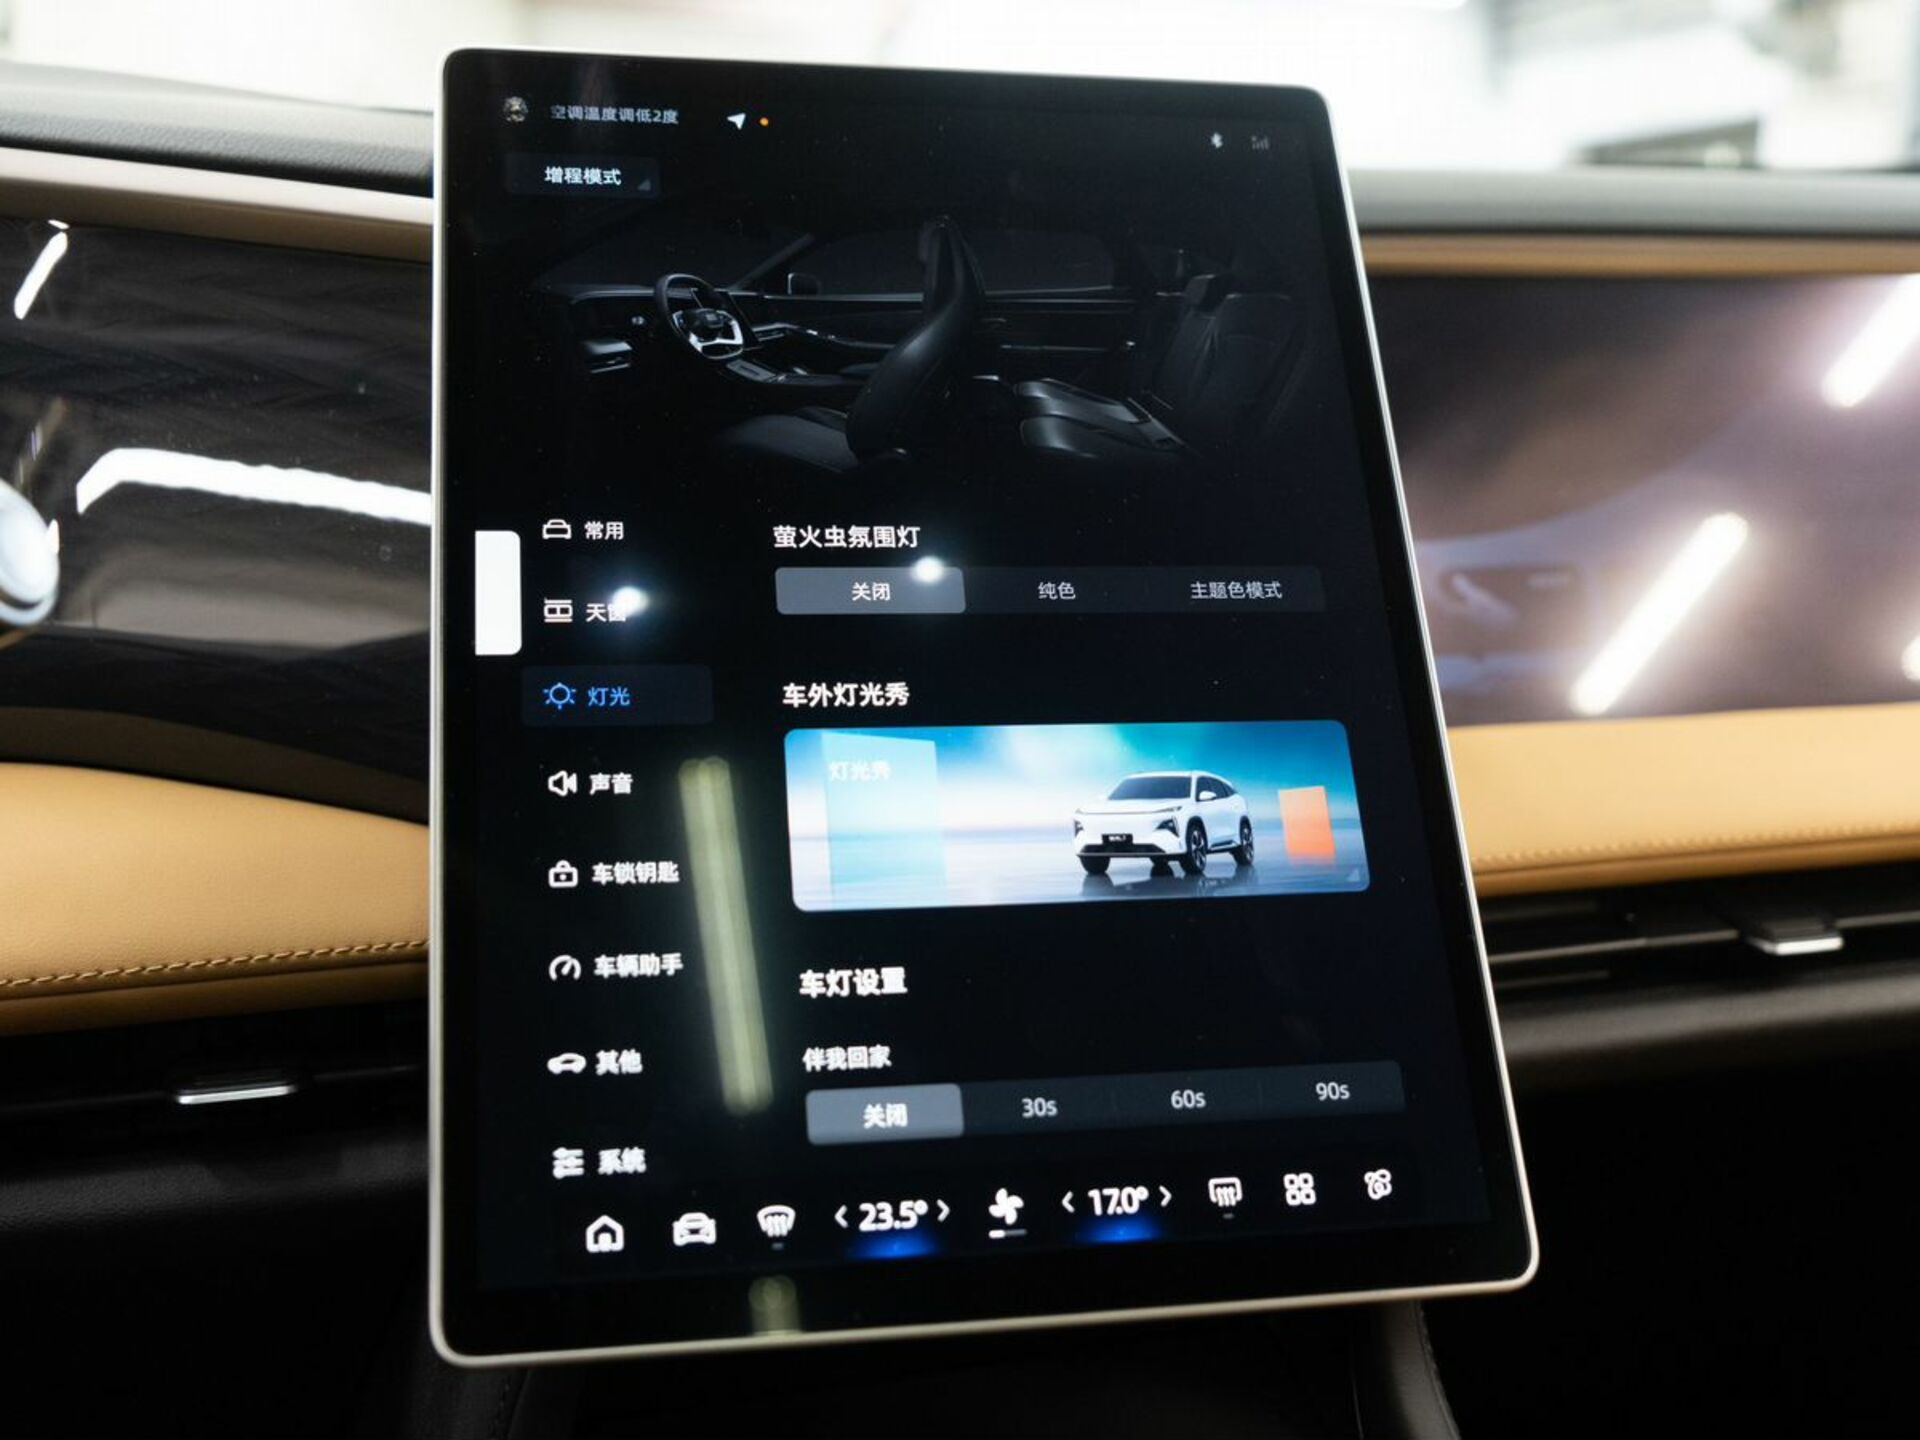 空调温度调低2度
增程模式
常用
天窗
灯光
声音
车锁钥匙
车辆助手
其他
系统
萤火虫氛围灯
关闭 纯色 主题色模式
车外灯光秀
灯光秀
车灯设置
伴我回家
关闭 30s 60s 90s
23.5° 17.0°